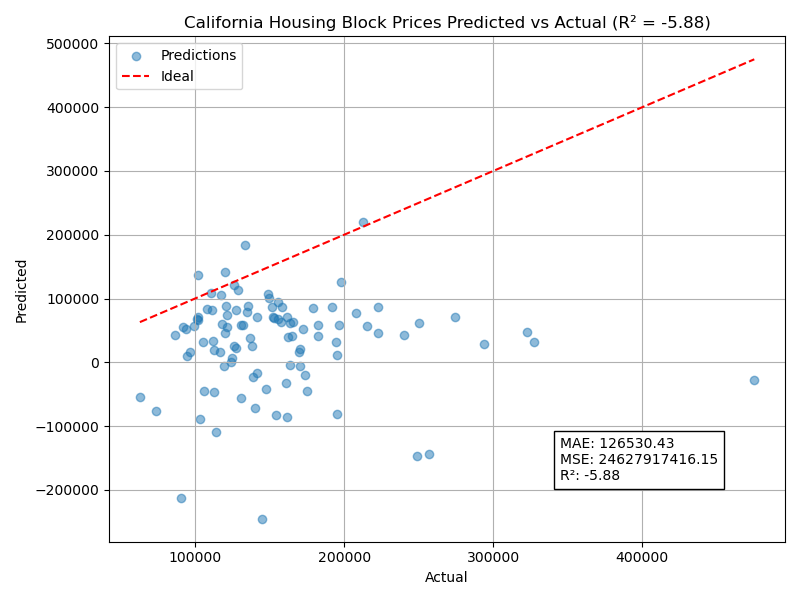 California Housing Block Prices Predicted vs Actual (R² = -5.88)
500000
400000
300000
200000
100000
0
−100000
−200000
Predicted
Predictions
Ideal
MAE: 126530.43
MSE: 24627917416.15
R²: -5.88
100000
200000
300000
400000
Actual